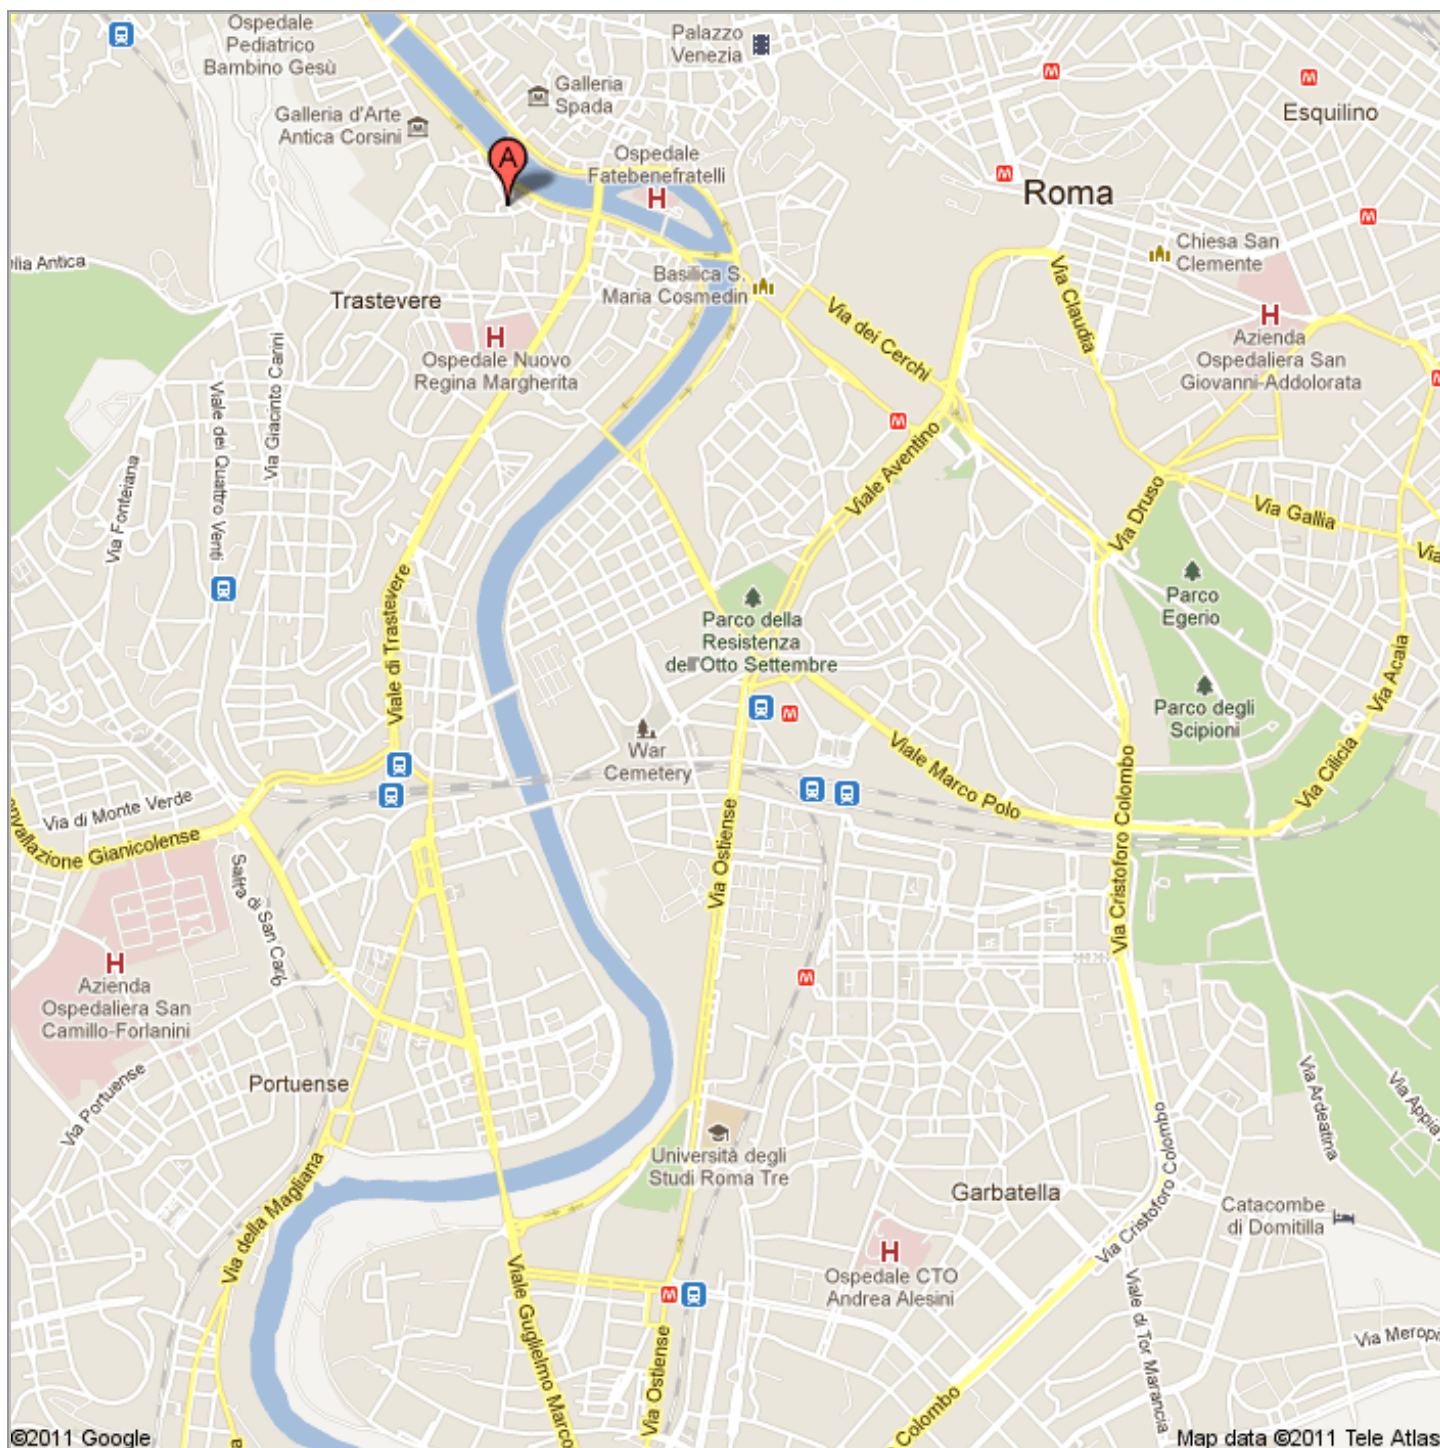 Ospedale
Pediatrico
Bambino Gesù
Palazzo
Venezia
Galleria
Spada
Galleria d'Arte
Antica Corsini
Esquilino
A
Ospedale
Fatebenefratelli
H
Roma
Chiesa San
Clemente
Antica
Basilica S.
Maria Cosmedin
Trastevere
H
Ospedale Nuovo
Regina Margherita
Via dei Cerchi
Via Claudia
H
Azienda
Ospedaliera San
Giovanni-Addolorata
Via Giacinto Carini
Viale dei Quattro Venti
Via Fonteiana
Viale Aventino
Via Druso
Via Gallia
Via
Viale di Trastevere
Parco della
Resistenza
dell'Otto Settembre
Parco
Egerio
Parco degli
Scipioni
Via Acaia
Via Cilicia
War
Cemetery
Viale Marco Polo
Via Cristoforo Colombo
Via di Monte Verde
Gianicolense
Via Ostiense
Salita di San Carlo
H
Azienda
Ospedaliera San
Camillo-Forlanini
Portuense
Via Portuense
Via Ardeatina
Via Appia
Università degli
Studi Roma Tre
Garbatella
Via Cristoforo Colombo
Catacombe
di Domitilla
Via della Magliana
H
Ospedale CTO
Andrea Alesini
Viale Guglielmo Marco
Via Ostiense
Viale di Tor Marancia
Via Meropi
Colombo
©2011 Google
Map data ©2011 Tele Atlas